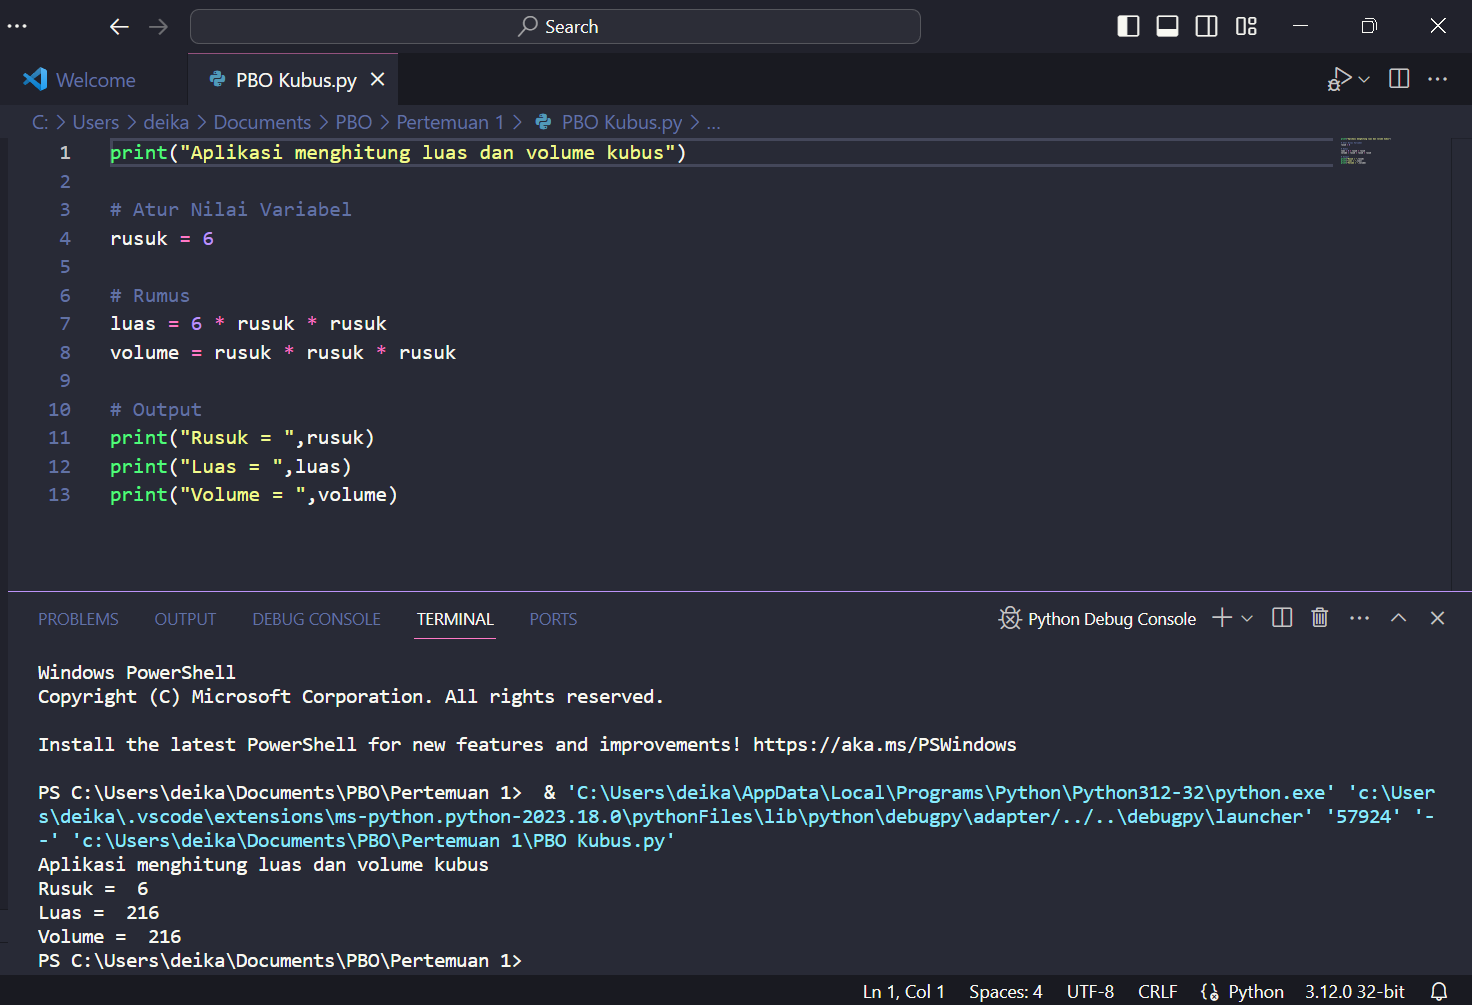 Search
Welcome
PBO Kubus.py
C: > Users > deika > Documents > PBO > Pertemuan 1 > PBO Kubus.py > ...
1 print("Aplikasi menghitung luas dan volume kubus")
2
3 # Atur Nilai Variabel
4 rusuk = 6
5
6 # Rumus
7 luas = 6 * rusuk * rusuk
8 volume = rusuk * rusuk * rusuk
9
10 # Output
11 print("Rusuk = ",rusuk)
12 print("Luas = ",luas)
13 print("Volume = ",volume)
PROBLEMS OUTPUT DEBUG CONSOLE TERMINAL PORTS Python Debug Console
Windows PowerShell
Copyright (C) Microsoft Corporation. All rights reserved.
Install the latest PowerShell for new features and improvements! https://aka.ms/PSWindows
PS C:\Users\deika\Documents\PBO\Pertemuan 1>  & 'C:\Users\deika\AppData\Local\Programs\Python\Python312-32\python.exe' 'c:\User
s\deika\.vscode\extensions\ms-python.python-2023.18.0\pythonFiles\lib\python\debugpy\adapter/../..\debugpy\launcher' '57924' '-
-' 'c:\Users\deika\Documents\PBO\Pertemuan 1\PBO Kubus.py'
Aplikasi menghitung luas dan volume kubus
Rusuk =  6
Luas =  216
Volume =  216
PS C:\Users\deika\Documents\PBO\Pertemuan 1>
Ln 1, Col 1 Spaces: 4 UTF-8 CRLF Python 3.12.0 32-bit